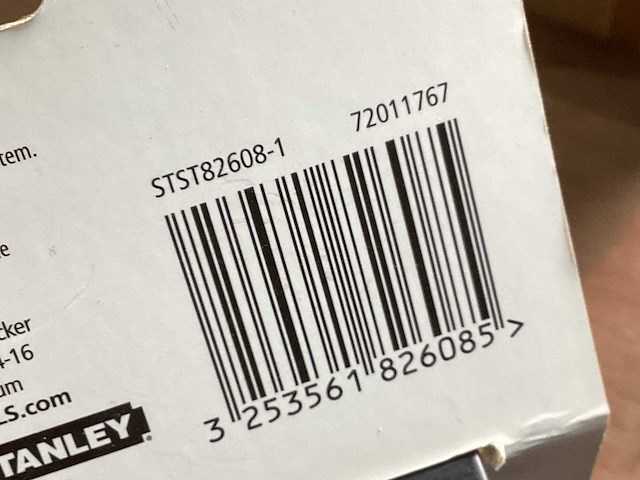 tem.
STST82608-1
72011767
e
cker
4-16
um
LS.com
STANLEY
3 253561 826085 >